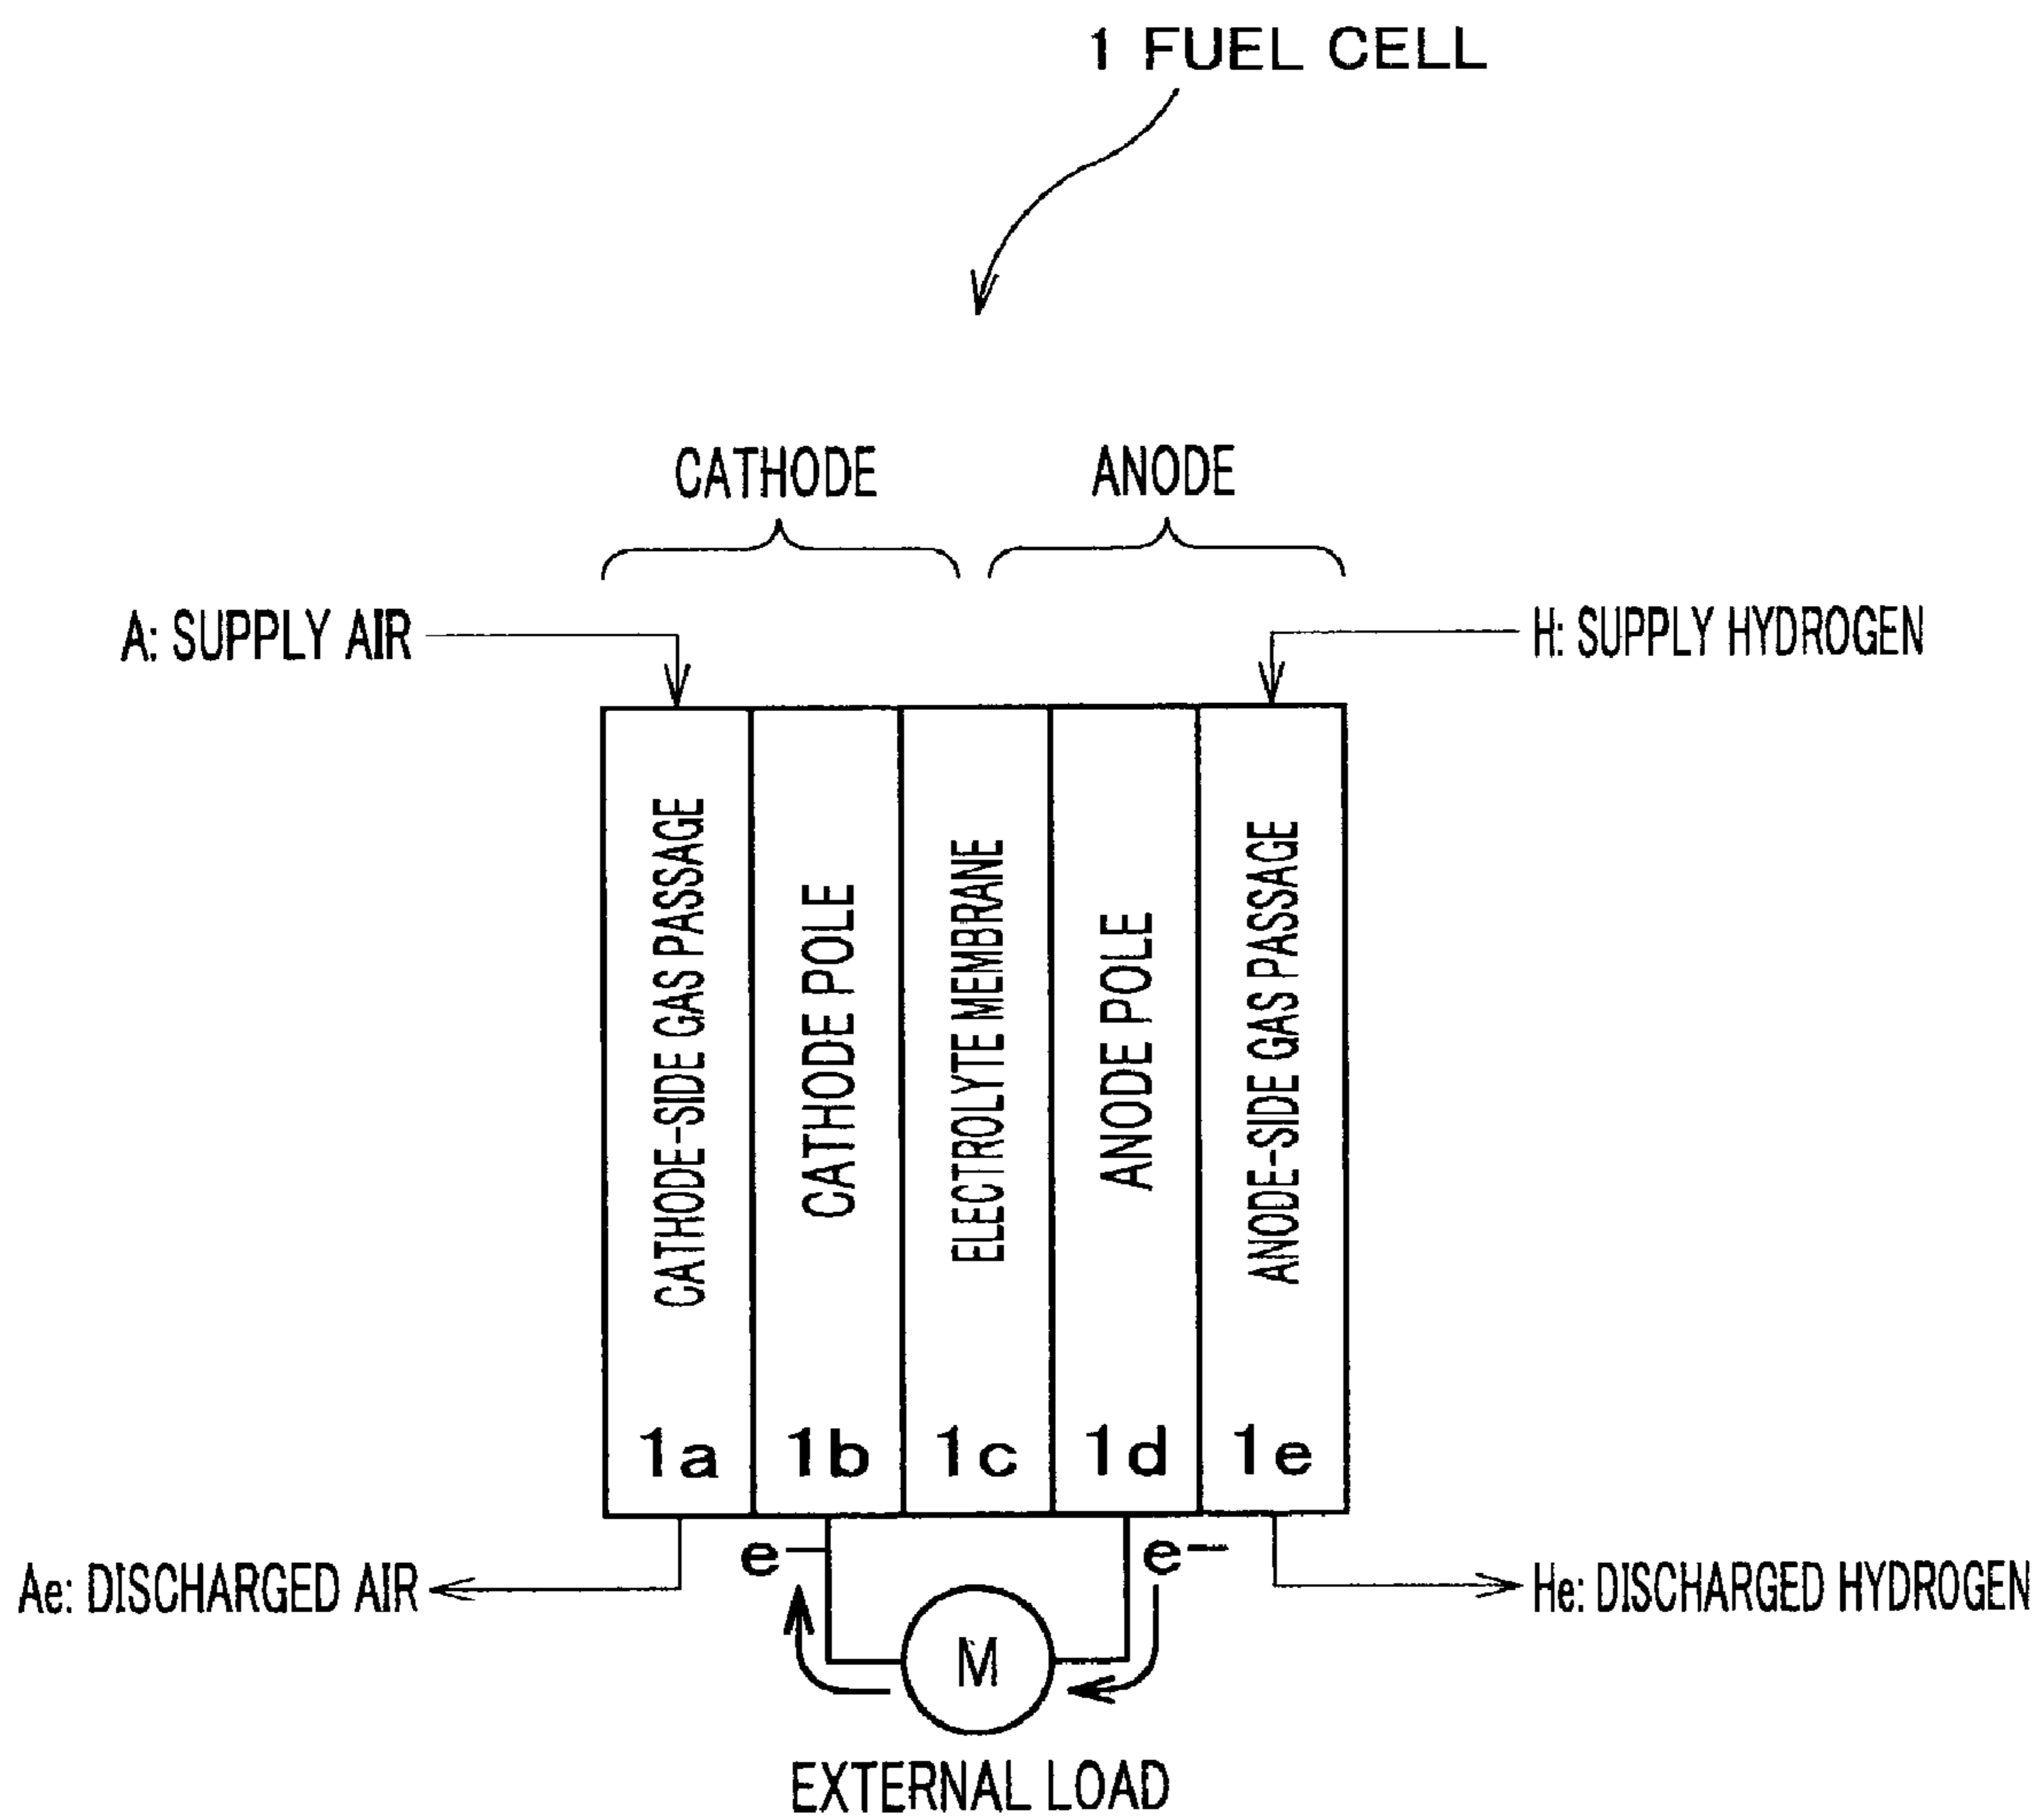 1 FUEL CELL
CATHODE
ANODE
A: SUPPLY AIR
H: SUPPLY HYDROGEN
CATHODE-SIDE GAS PASSAGE
CATHODE POLE
ELECTROLYTE MEMBRANE
ANODE POLE
ANODE-SIDE GAS PASSAGE
1a
1b
1c
1d
1e
e−
e−
Ae: DISCHARGED AIR
He: DISCHARGED HYDROGEN
M
EXTERNAL LOAD